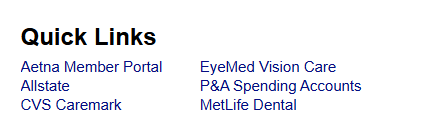 Quick Links
Aetna Member Portal
Allstate
CVS Caremark
EyeMed Vision Care
P&A Spending Accounts
MetLife Dental